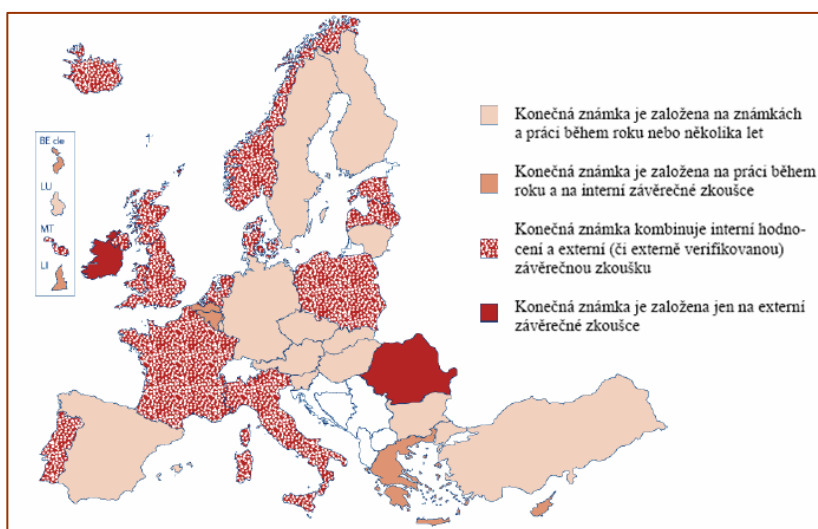 BE de
LU
MT
LI
Konečná známka je založena na známkách
a práci během roku nebo několika let
Konečná známka je založena na práci během
roku a na interní závěrečné zkoušce
Konečná známka kombinuje interní hodno-
cení a externí (či externě verifikovanou)
závěrečnou zkoušku
Konečná známka je založena jen na externí
závěrečné zkoušce